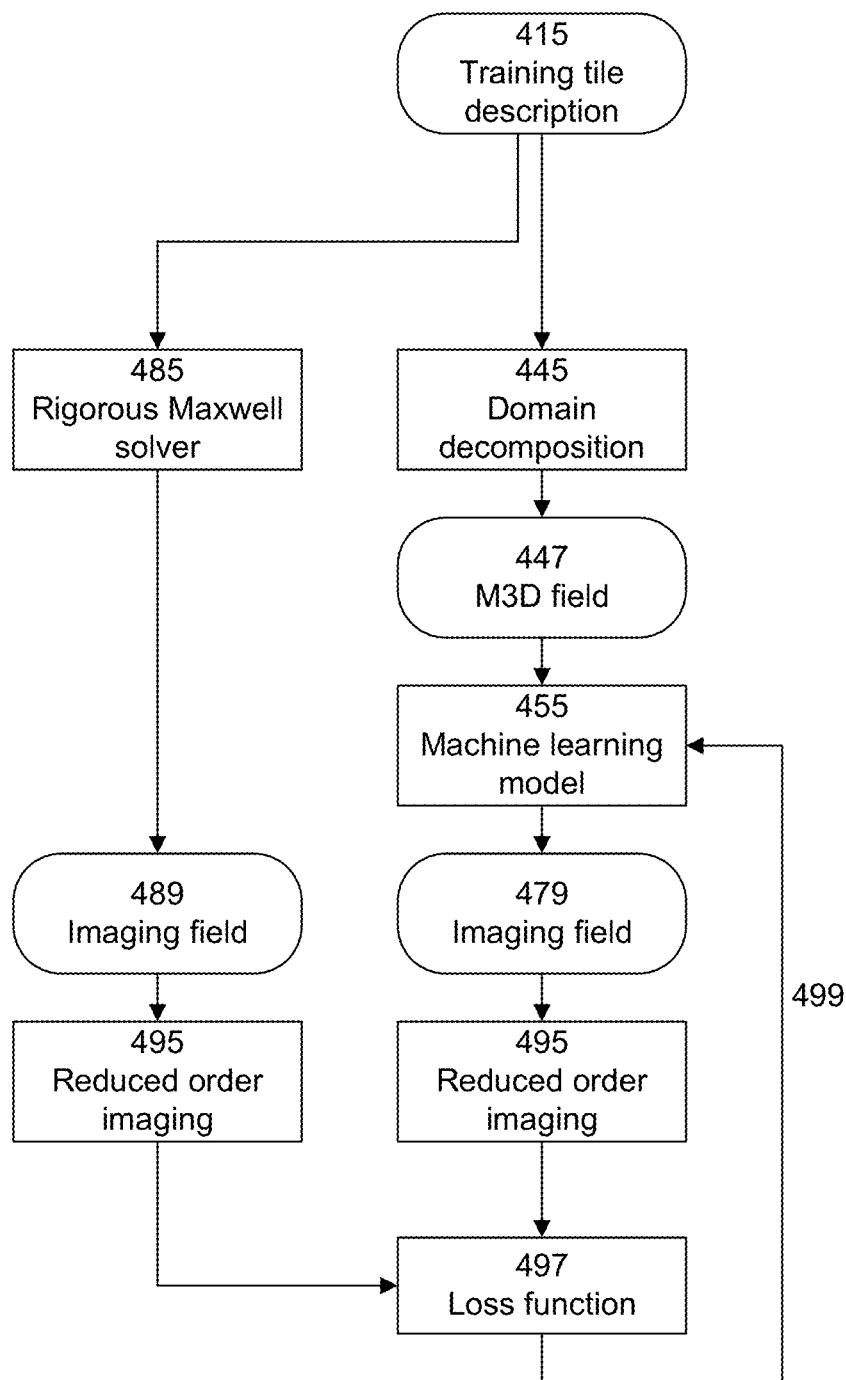 415
Training tile
description
485
Rigorous Maxwell
solver
445
Domain
decomposition
447
M3D field
455
Machine learning
model
489
Imaging field
479
Imaging field
499
495
Reduced order
imaging
495
Reduced order
imaging
497
Loss function